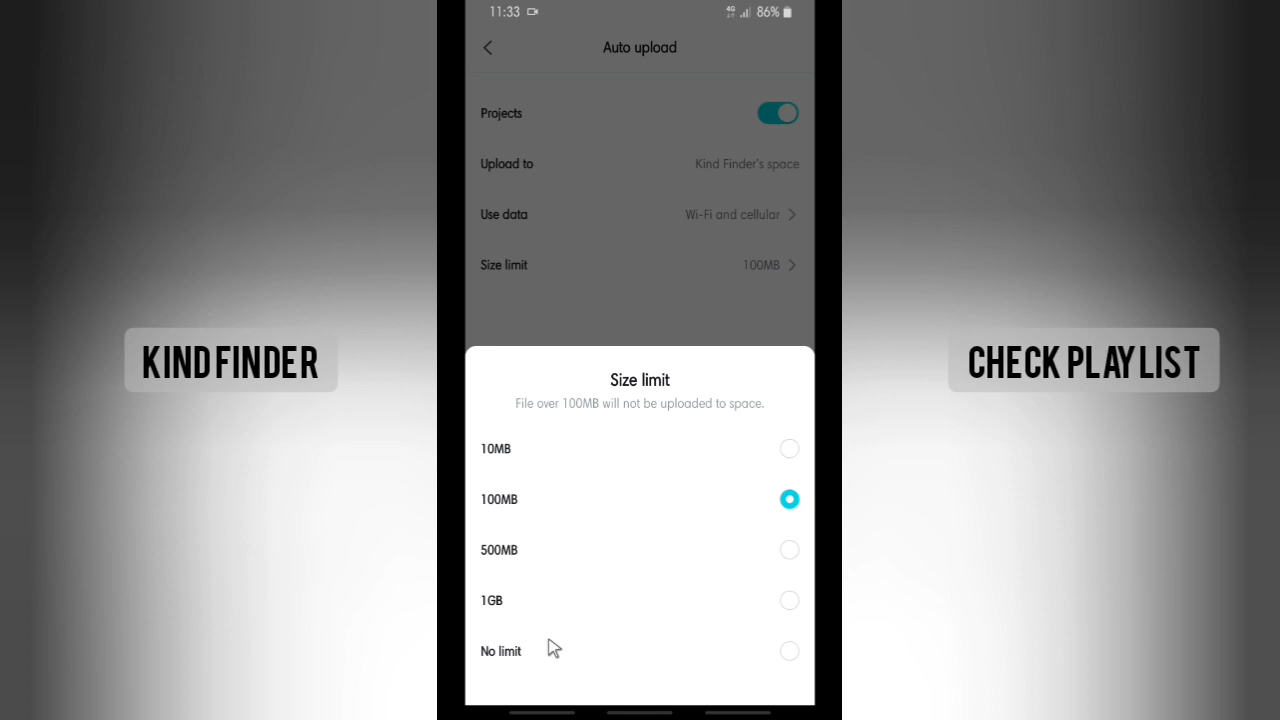 11:33
4G
86%
Auto upload
Projects
Upload to
Kind Finder's space
Use data
Wi-Fi and cellular
Size limit
100MB
KIND FINDER
CHECK PLAYLIST
Size limit
File over 100MB will not be uploaded to space.
10MB
100MB
500MB
1GB
No limit